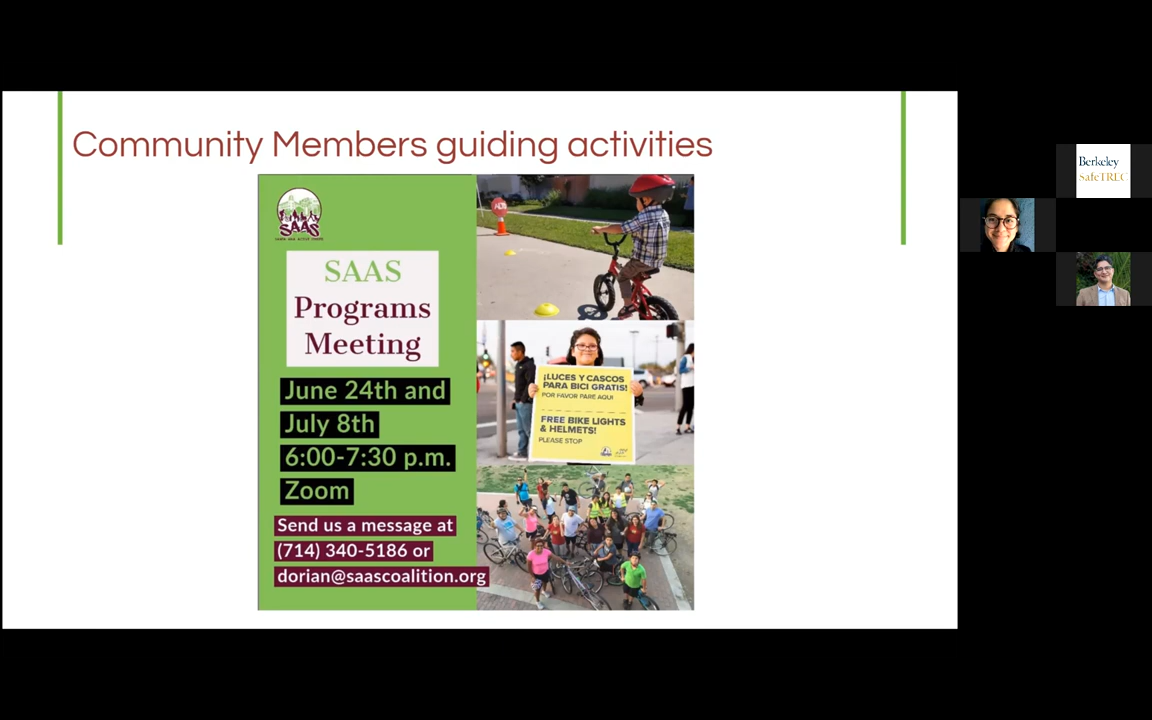 Community Members guiding activities
SAAS
SAAS
Programs
Meeting
June 24th and
July 8th
6:00-7:30 p.m.
Zoom
Send us a message at
(714) 340-5186 or
dorian@saascoalition.org
¡LUCES Y CASCOS
PARA BICI GRATIS!
POR FAVOR PARE AQUI
FREE BIKE LIGHTS
& HELMETS!
PLEASE STOP
Berkeley
SafeTREC